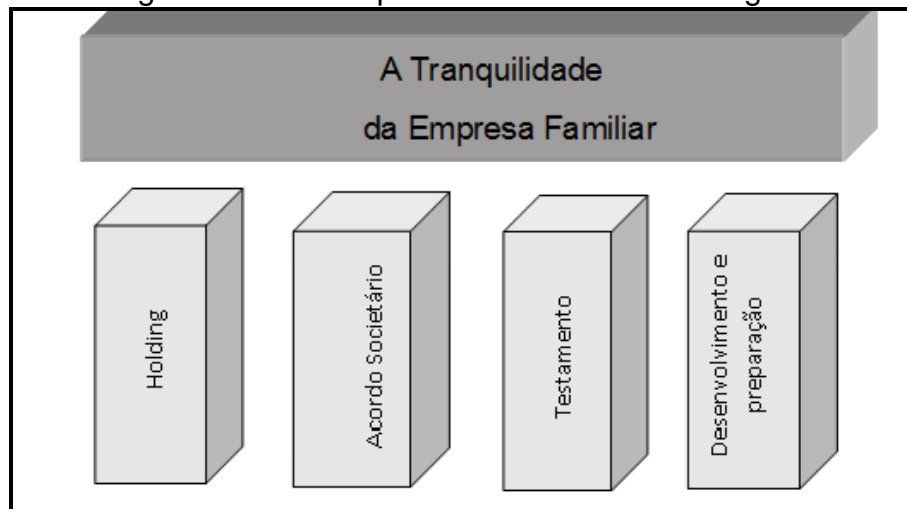 A Tranquilidade
da Empresa Familiar
Holding
Acordo Societário
Testamento
Desenvolvimento e
preparação